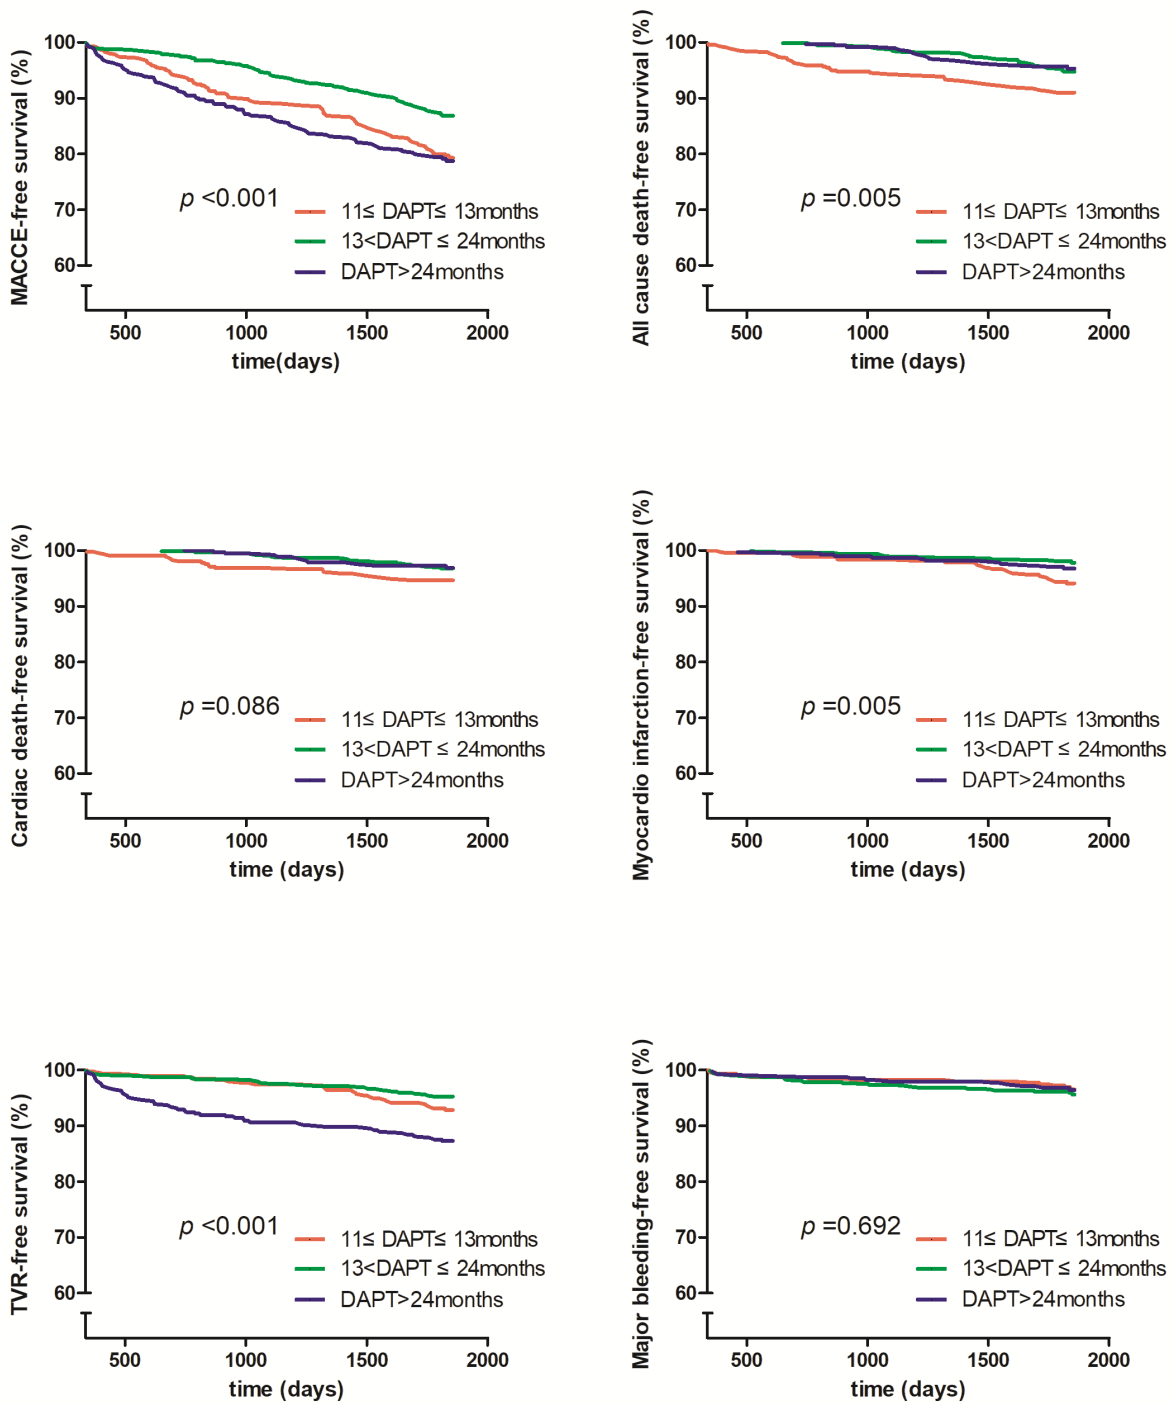 MACCE-free survival (%)
100
90
80
70
60
p <0.001
11≤ DAPT≤ 13months
13<DAPT ≤ 24months
DAPT>24months
500 1000 1500 2000
time(days)
All cause death-free survival (%)
100
90
80
70
60
p =0.005
11≤ DAPT≤ 13months
13<DAPT ≤ 24months
DAPT>24months
500 1000 1500 2000
time (days)
Cardiac death-free survival (%)
100
90
80
70
60
p =0.086
11≤ DAPT≤ 13months
13<DAPT ≤ 24months
DAPT>24months
500 1000 1500 2000
time (days)
Myocardio infarction-free survival (%)
100
90
80
70
60
p =0.005
11≤ DAPT≤ 13months
13<DAPT ≤ 24months
DAPT>24months
500 1000 1500 2000
time (days)
TVR-free survival (%)
100
90
80
70
60
p <0.001
11≤ DAPT≤ 13months
13<DAPT ≤ 24months
DAPT>24months
500 1000 1500 2000
time (days)
Major bleeding-free survival (%)
100
90
80
70
60
p =0.692
11≤ DAPT≤ 13months
13<DAPT ≤ 24months
DAPT>24months
500 1000 1500 2000
time (days)